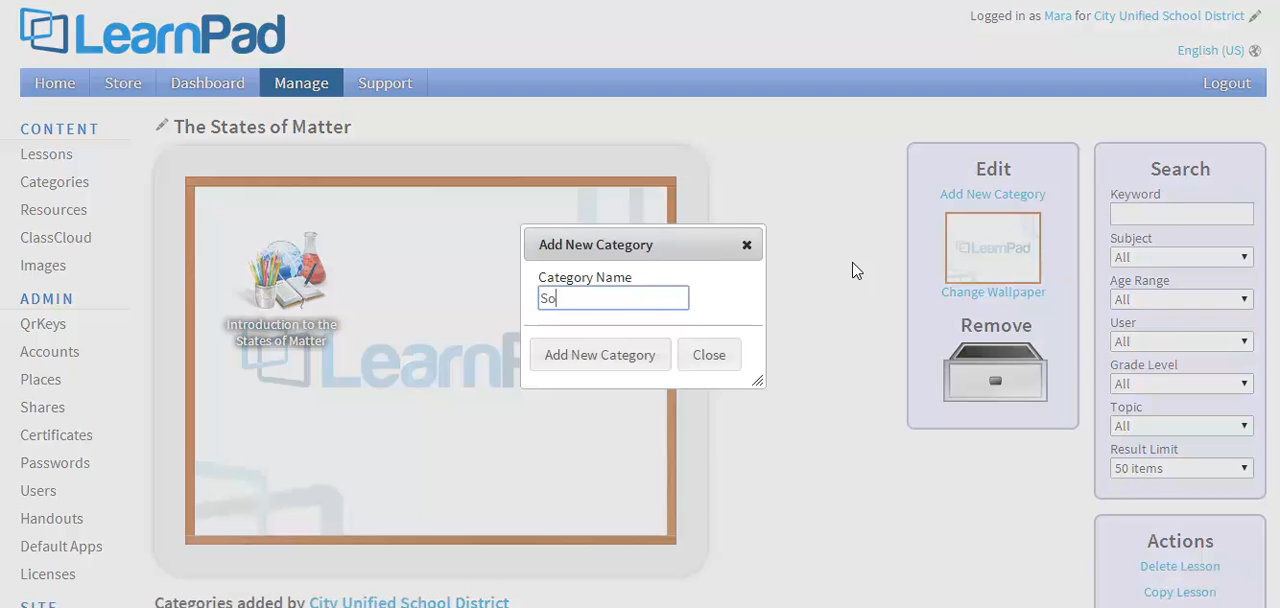 LearnPad
Logged in as Mara for City Unified School District
English (US)
Home Store Dashboard Manage Support Logout
CONTENT
Lessons
Categories
Resources
ClassCloud
Images
ADMIN
QrKeys
Accounts
Places
Shares
Certificates
Passwords
Users
Handouts
Default Apps
Licenses
SITE
The States of Matter
Introduction to the
States of Matter
LearnP
Add New Category
Category Name
So
Add New Category Close
Categories added by City Unified School District
Edit
Add New Category
LearnPad
Change Wallpaper
Remove
Search
Keyword
Subject
All
Age Range
All
User
All
Grade Level
All
Topic
All
Result Limit
50 items
Actions
Delete Lesson
Copy Lesson